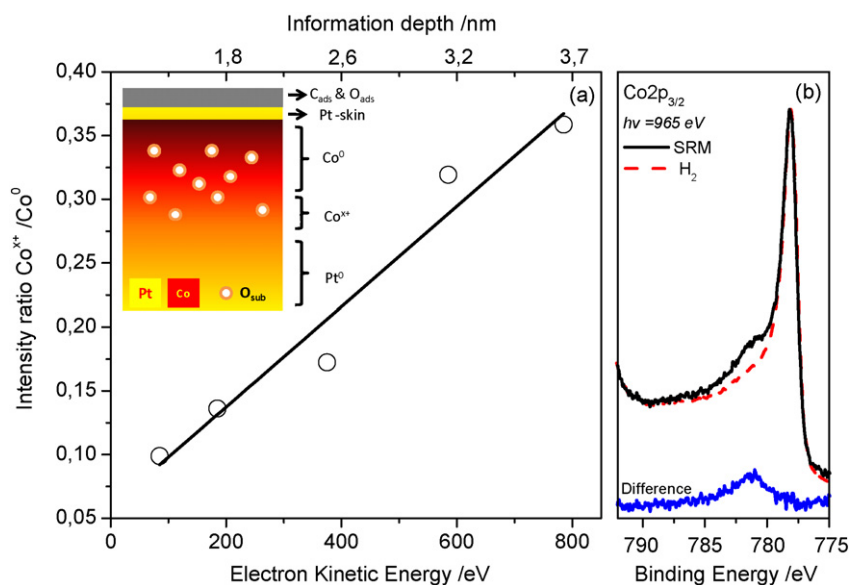 Information depth /nm
1,8 2,6 3,2 3,7
0,40
0,35
0,30
0,25
0,20
0,15
0,10
0,05
Intensity ratio Co^x+ /Co^0
(a)
C_ads & O_ads
Pt -skin
Co^0
Co^x+
Pt^0
Pt Co O_sub
0 200 400 600 800
Electron Kinetic Energy /eV
(b)
Co2p_3/2
hv =965 eV
SRM
H_2
Difference
790 785 780 775
Binding Energy /eV